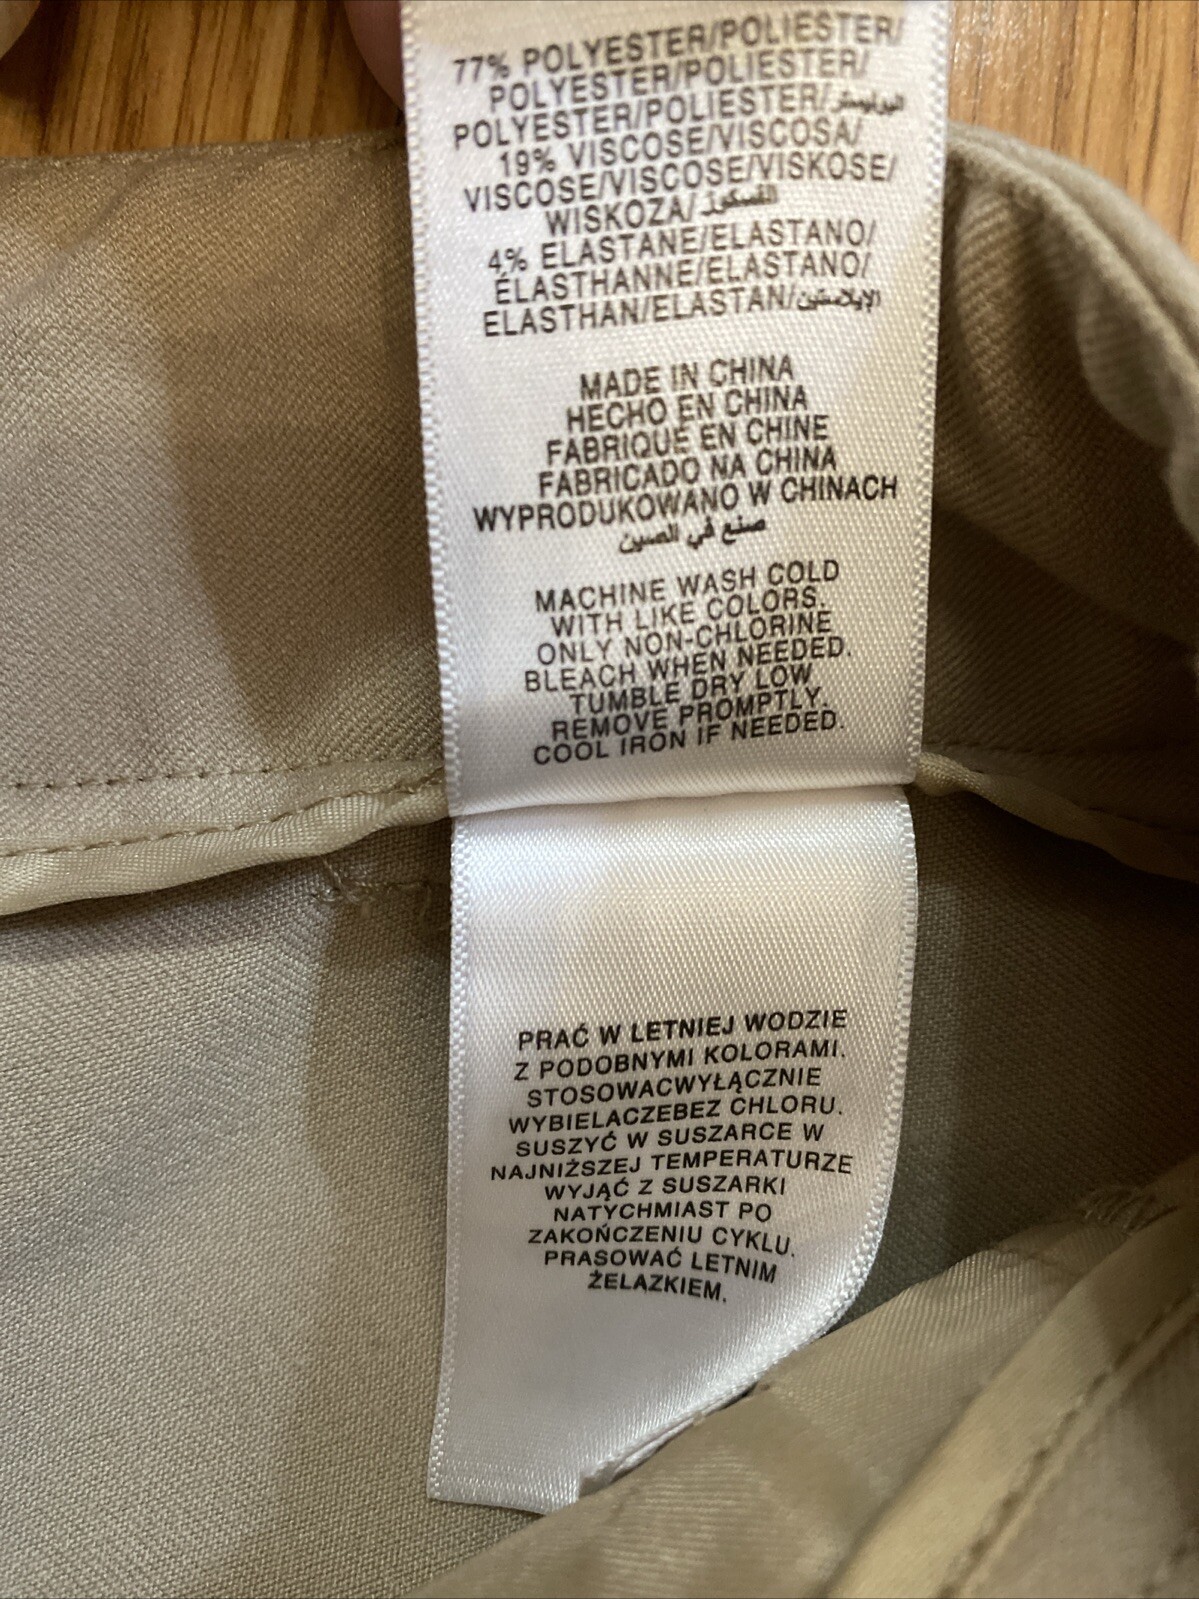 77% POLYESTER/POLIESTER/
POLYESTER/POLIESTER/
POLYESTER/POLIESTER/البوليستر
19% VISCOSE/VISCOSA/
VISCOSE/VISCOSE/VISKOSE/
WISKOZA/
4% ELASTANE/ELASTANO/
ÉLASTHANNE/ELASTANO/
ELASTHAN/ELASTAN/
MADE IN CHINA
HECHO EN CHINA
FABRIQUÉ EN CHINE
FABRICADO NA CHINA
WYPRODUKOWANO W CHINACH
صنع في الصين
MACHINE WASH COLD
WITH LIKE COLORS.
ONLY NON-CHLORINE
BLEACH WHEN NEEDED.
TUMBLE DRY LOW
REMOVE PROMPTLY.
COOL IRON IF NEEDED.
PRAĆ W LETNIEJ WODZIE
Z PODOBNYMI KOLORAMI.
STOSOWACWYŁĄCZNIE
WYBIELACZEBEZ CHLORU.
SUSZYĆ W SUSZARCE W
NAJNIŻSZEJ TEMPERATURZE
WYJĄĆ Z SUSZARKI
NATYCHMIAST PO
ZAKOŃCZENIU CYKLU.
PRASOWAĆ LETNIM
ŻELAZKIEM.